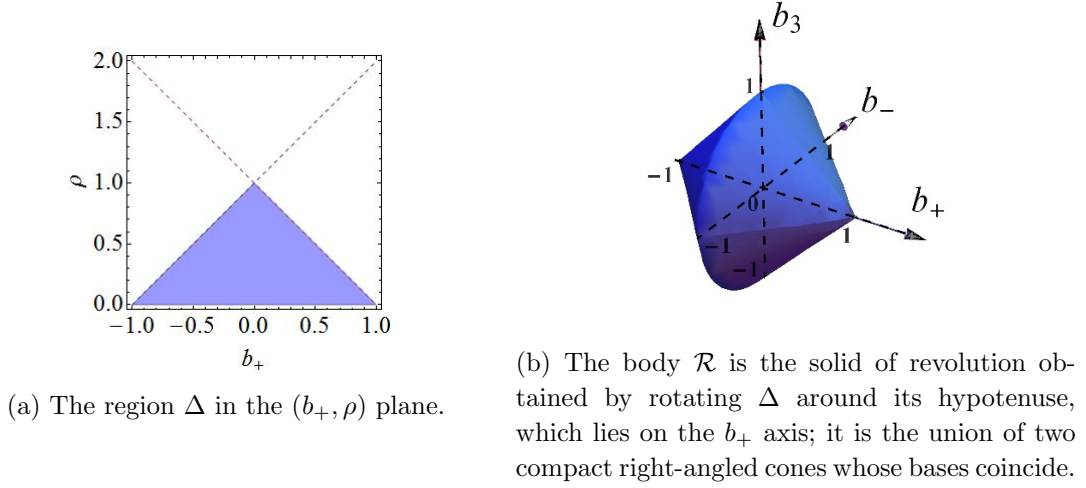 2.0
1.5
ρ 1.0
0.5
0.0
−1.0 −0.5 0.0 0.5 1.0
b₊
(a) The region Δ in the (b₊, ρ) plane.
b₃
1
b₋
1
−1
0
b₊
−1
1
−1
(b) The body ℛ is the solid of revolution ob-
tained by rotating Δ around its hypotenuse,
which lies on the b₊ axis; it is the union of two
compact right-angled cones whose bases coincide.